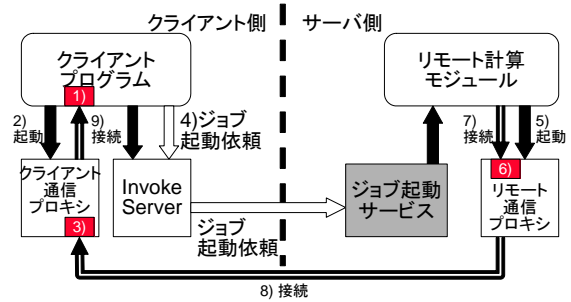 クライアント側
サーバ側
クライアント
プログラム
1)
リモート計算
モジュール
2)
起動
9)
接続
4)ジョブ
起動依頼
7)
接続
5)
起動
クライアント
通信
プロキシ
3)
Invoke
Server
ジョブ
起動依頼
ジョブ起動
サービス
6)
リモート
通信
プロキシ
8) 接続